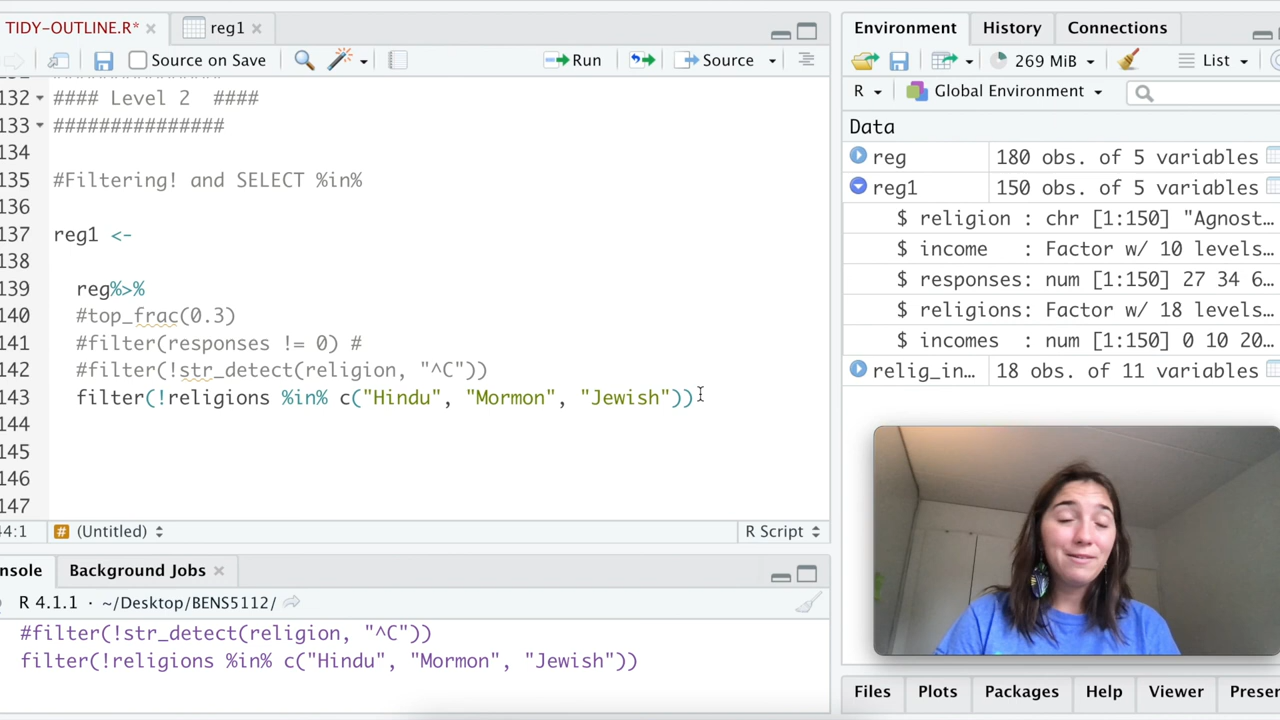 TIDY-OUTLINE.R*
reg1
Source on Save
Run
Source
132 #### Level 2 ####
133 ###############
134
135 #Filtering! and SELECT %in%
136
137 reg1 <-
138
139 reg%>%
140 #top_frac(0.3)
141 #filter(responses != 0) #
142 #filter(!str_detect(religion, "^C"))
143 filter(!religions %in% c("Hindu", "Mormon", "Jewish"))
144
145
146
147
44:1 # (Untitled) R Script
nsole Background Jobs
R 4.1.1 · ~/Desktop/BENS5112/
#filter(!str_detect(religion, "^C"))
filter(!religions %in% c("Hindu", "Mormon", "Jewish"))
Environment History Connections
269 MiB List
R Global Environment
Data
reg 180 obs. of 5 variables
reg1 150 obs. of 5 variables
$ religion : chr [1:150] "Agnost…
$ income : Factor w/ 10 levels…
$ responses: num [1:150] 27 34 6…
$ religions: Factor w/ 18 levels…
$ incomes : num [1:150] 0 10 20…
relig_in… 18 obs. of 11 variables
Files Plots Packages Help Viewer Presen